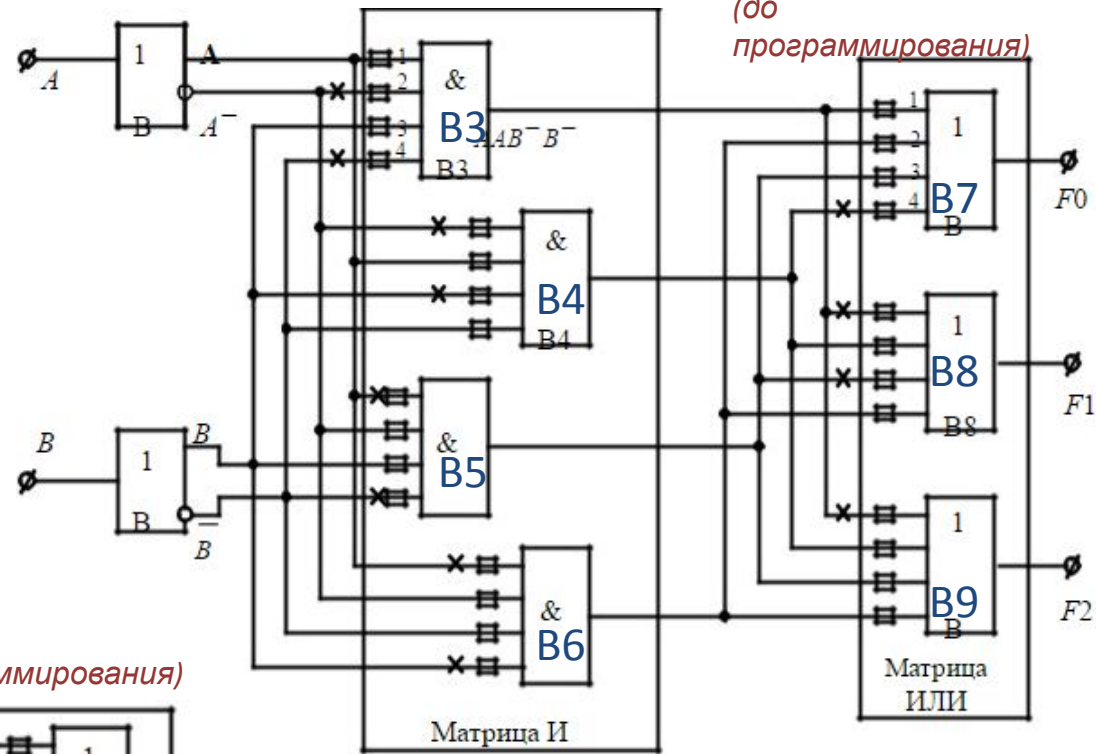 (до
программирования)
A
1
B
A
A⁻
1
2
3
4
&
B3
B3
AAB⁻B⁻
&
B4
B4
&
B5
&
B6
Матрица И
B
1
B
B
B̅
1
2
3
4
1
B7
B
F0
1
B8
B8
F1
1
B9
B
F2
Матрица
ИЛИ
ммирования)
1